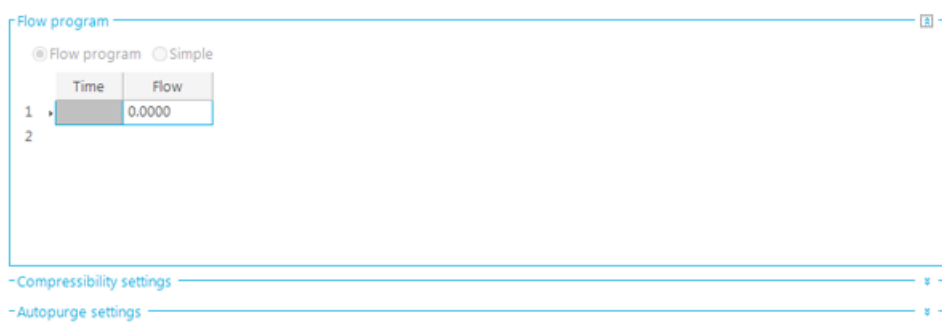 Flow program
Flow program Simple
Time Flow
1 0.0000
2
Compressibility settings
Autopurge settings